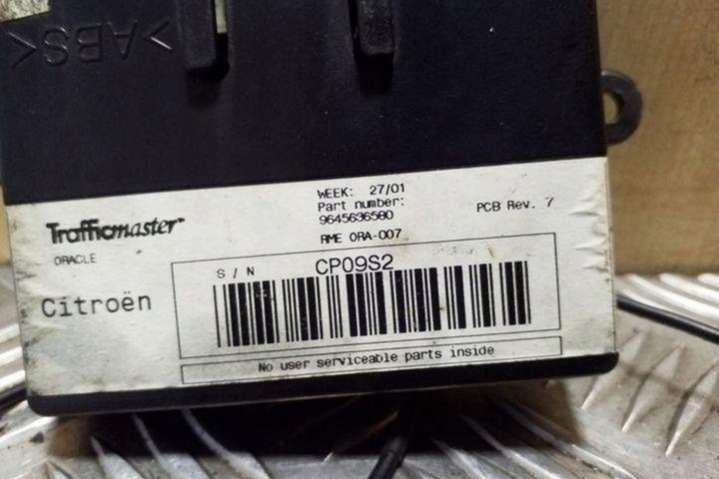 >ABS<
WEEK: 27/01
Part number:
9645636580
PCB Rev. 7
Trafficmaster
RME ORA-007
ORACLE
S/N CP09S2
Citroën
No user serviceable parts inside